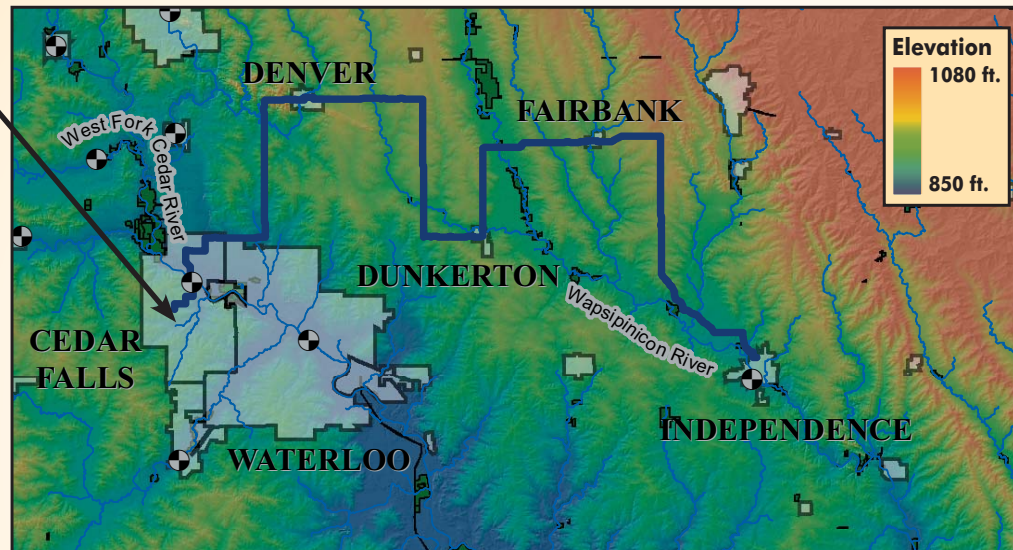 Elevation
1080 ft.
850 ft.
DENVER
FAIRBANK
West Fork
Cedar River
DUNKERTON
Wapsipinicon River
CEDAR
FALLS
WATERLOO
INDEPENDENCE